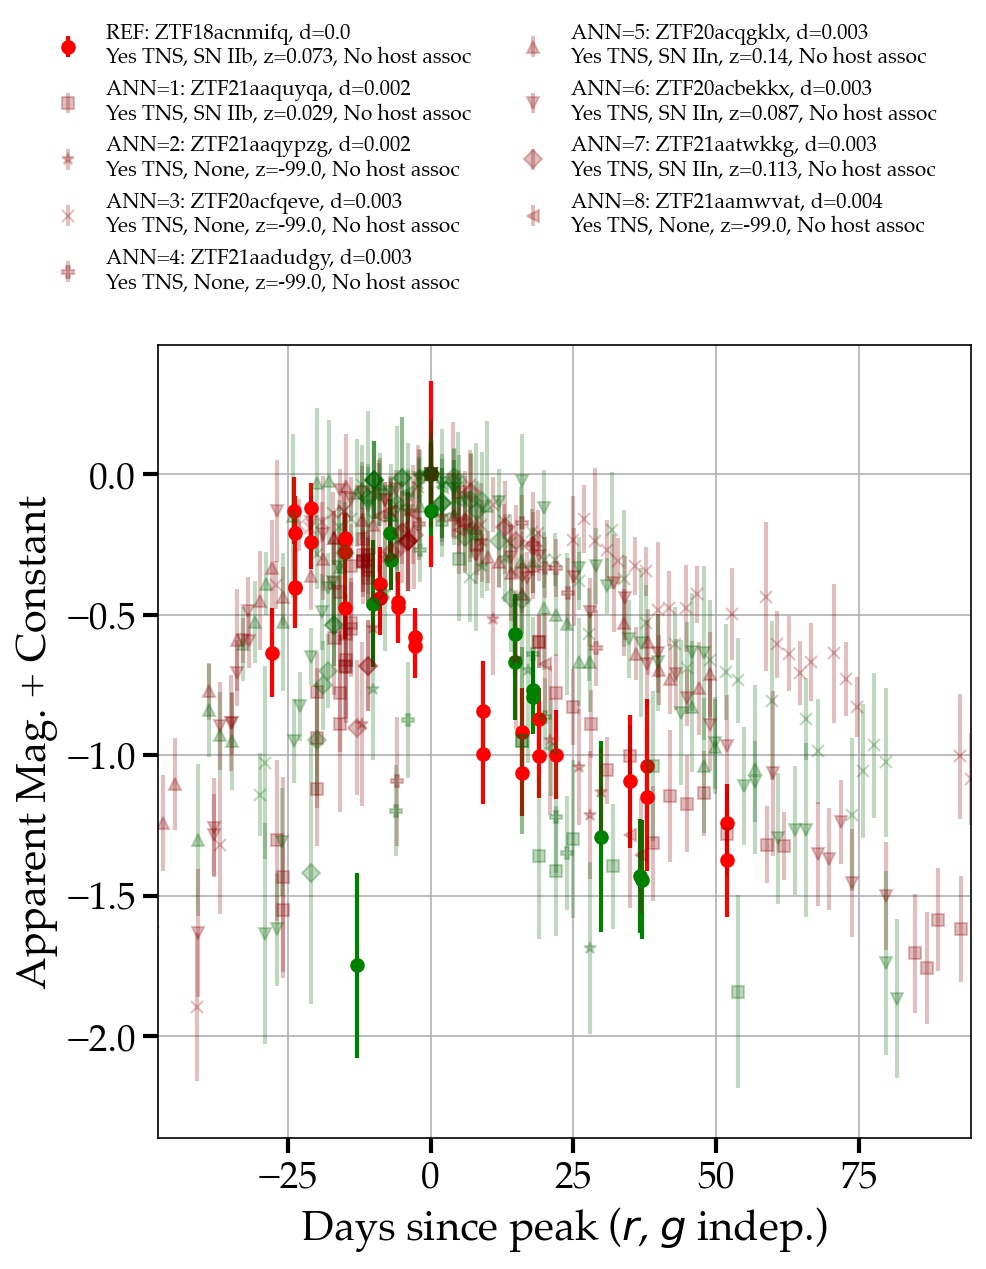 REF: ZTF18acnmifq, d=0.0
Yes TNS, SN IIb, z=0.073, No host assoc
ANN=1: ZTF21aaquyqa, d=0.002
Yes TNS, SN IIb, z=0.029, No host assoc
ANN=2: ZTF21aaqypzg, d=0.002
Yes TNS, None, z=-99.0, No host assoc
ANN=3: ZTF20acfqeve, d=0.003
Yes TNS, None, z=-99.0, No host assoc
ANN=4: ZTF21aadudgy, d=0.003
Yes TNS, None, z=-99.0, No host assoc
ANN=5: ZTF20acqgklx, d=0.003
Yes TNS, SN IIn, z=0.14, No host assoc
ANN=6: ZTF20acbekkx, d=0.003
Yes TNS, SN IIn, z=0.087, No host assoc
ANN=7: ZTF21aatwkkg, d=0.003
Yes TNS, SN IIn, z=0.113, No host assoc
ANN=8: ZTF21aamwvat, d=0.004
Yes TNS, None, z=-99.0, No host assoc
Apparent Mag. + Constant
0.0
−0.5
−1.0
−1.5
−2.0
−25
0
25
50
75
Days since peak (r, g indep.)